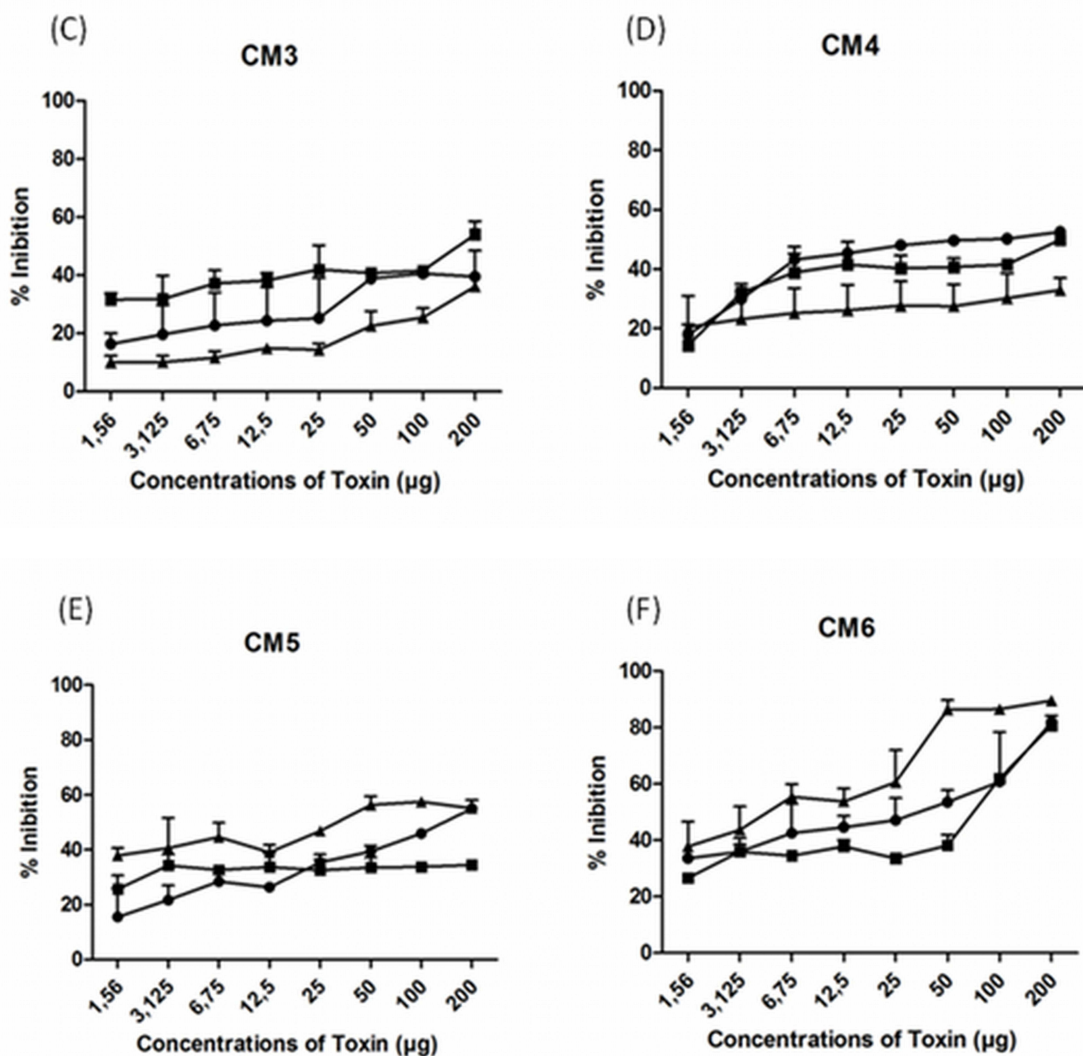 (C)
CM3
% Inibition
100
80
60
40
20
0
1,56 3,125 6,75 12,5 25 50 100 200
Concentrations of Toxin (µg)
(D)
CM4
% Inibition
100
80
60
40
20
0
1,56 3,125 6,75 12,5 25 50 100 200
Concentrations of Toxin (µg)
(E)
CM5
% Inibition
100
80
60
40
20
0
1,56 3,125 6,75 12,5 25 50 100 200
Concentrations of Toxin (µg)
(F)
CM6
% Inibition
100
80
60
40
20
0
1,56 3,125 6,75 12,5 25 50 100 200
Concentrations of Toxin (µg)